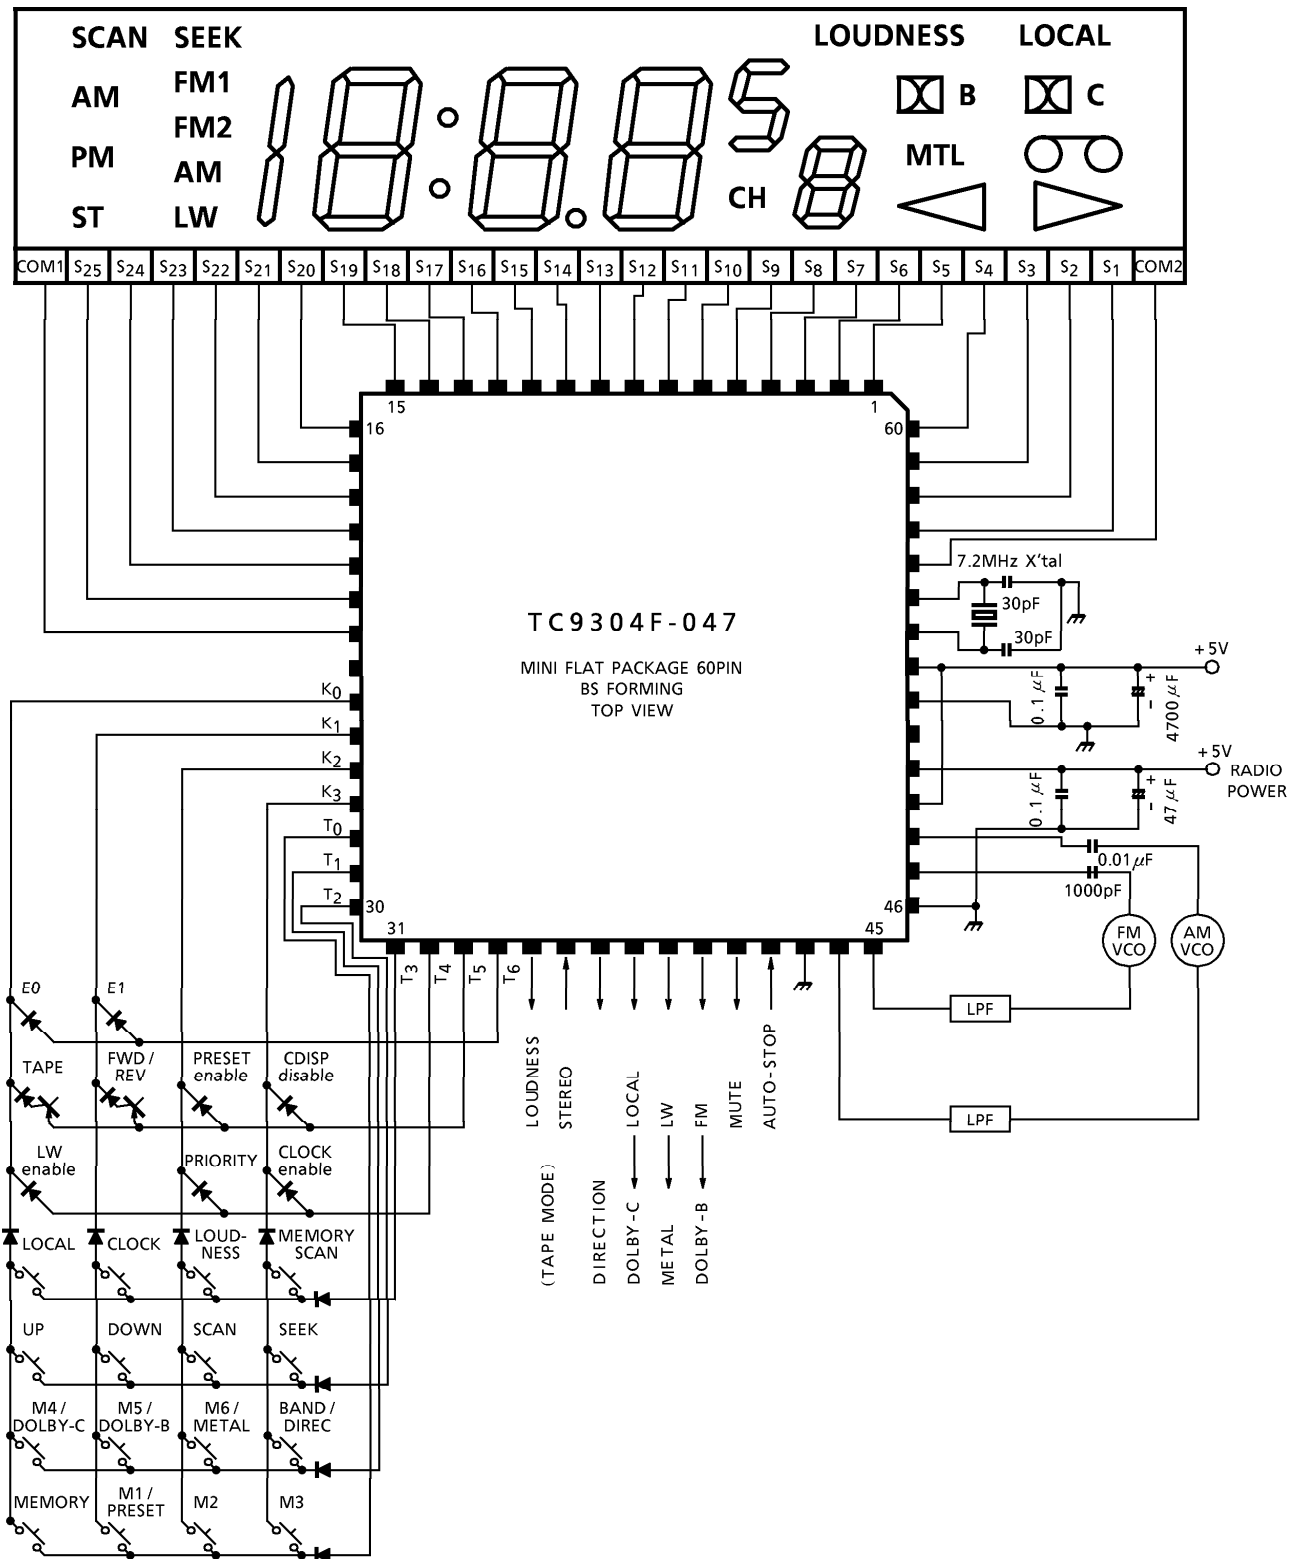 SCAN SEEK LOUDNESS LOCAL
AM FM1 B C
FM2
PM AM MTL
ST LW CH
COM1 S25 S24 S23 S22 S21 S20 S19 S18 S17 S16 S15 S14 S13 S12 S11 S10 S9 S8 S7 S6 S5 S4 S3 S2 S1 COM2
15 1
16 60
7.2MHz X'tal
30pF
30pF
TC9304F-047
MINI FLAT PACKAGE 60PIN
BS FORMING
TOP VIEW
+5V
0.1μF
+
-
4700μF
+5V
RADIO
POWER
0.1μF
+
-
47μF
0.01μF
1000pF
K0
K1
K2
K3
T0
T1
T2
30 46
31 45
T3 T4 T5 T6
FM
VCO
AM
VCO
LPF
LPF
LOUDNESS
STEREO
(TAPE MODE)
DIRECTION
LOCAL
DOLBY-C
LW
METAL
FM
DOLBY-B
MUTE
AUTO-STOP
E0 E1
TAPE
FWD/
REV
PRESET
enable
CDISP
disable
LW
enable
PRIORITY
CLOCK
enable
LOCAL
CLOCK
LOUD-
NESS
MEMORY
SCAN
UP DOWN SCAN SEEK
M4/
DOLBY-C
M5/
DOLBY-B
M6/
METAL
BAND/
DIREC
MEMORY
M1/
PRESET
M2
M3